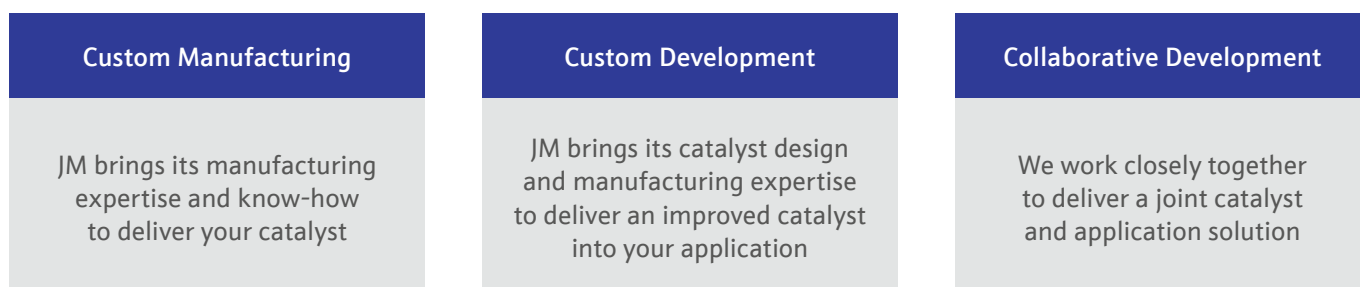 Custom Manufacturing
JM brings its manufacturing
expertise and know-how
to deliver your catalyst
Custom Development
JM brings its catalyst design
and manufacturing expertise
to deliver an improved catalyst
into your application
Collaborative Development
We work closely together
to deliver a joint catalyst
and application solution